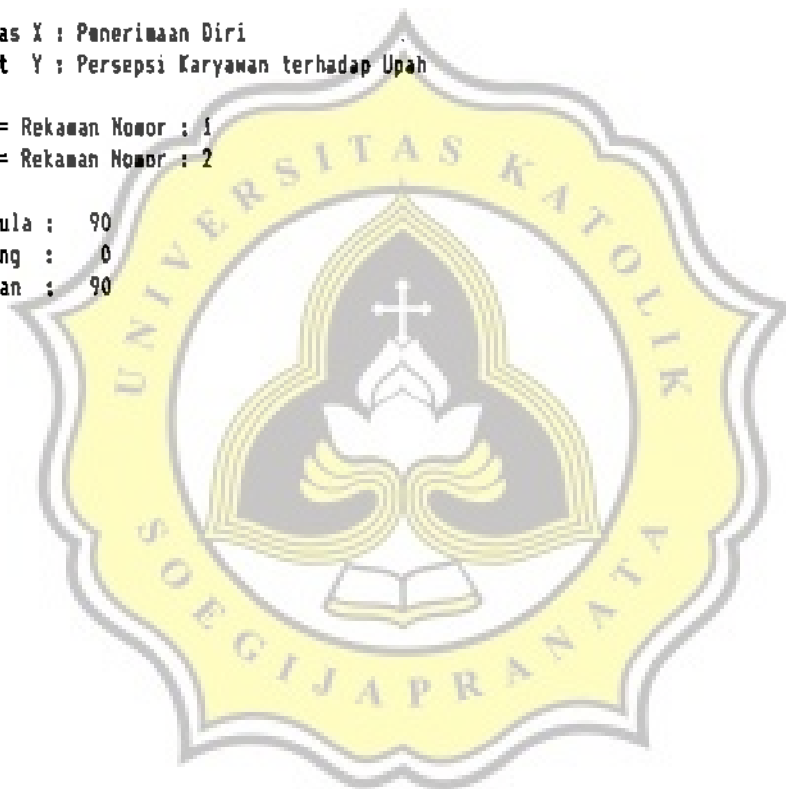 as X : Penerimaan Diri
t Y : Persepsi Karyawan terhadap Upah
= Rekaman Nomor : 1
= Rekaman Nomor : 2
ula : 90
ng : 0
an : 90
UNIVERSITAS KATOLIK
SOEGIJAPRANATA